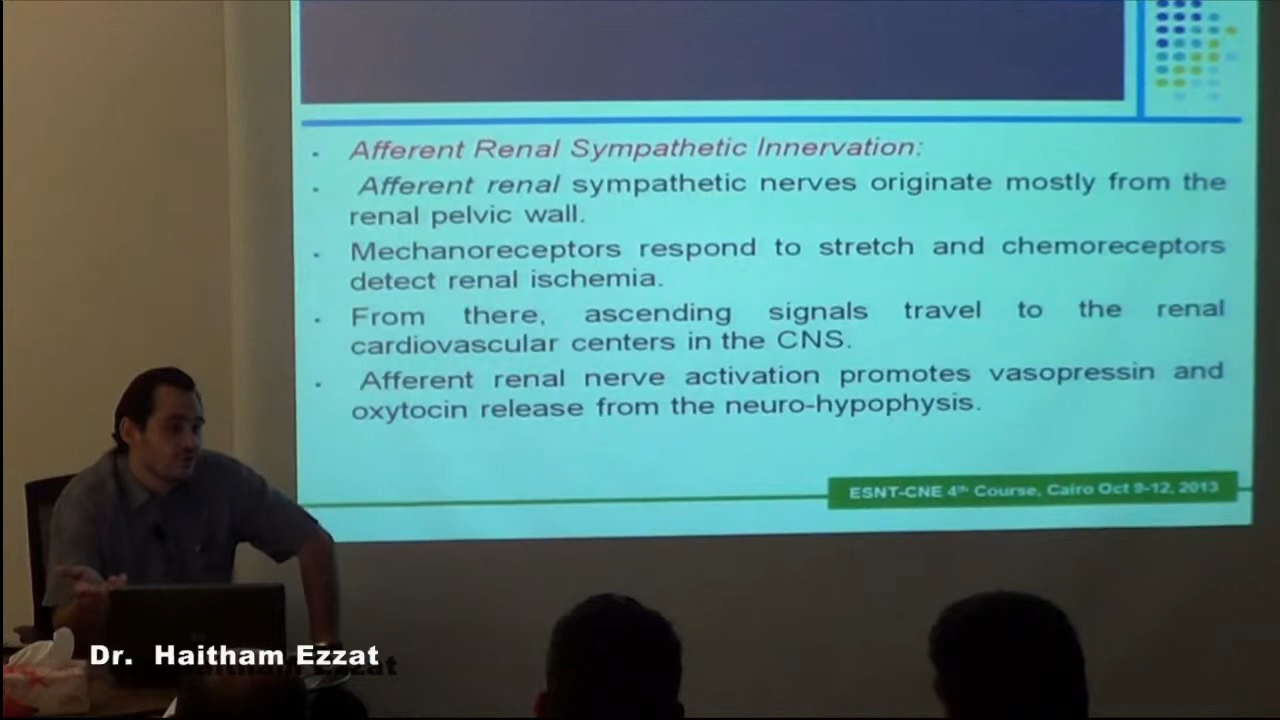 Afferent Renal Sympathetic Innervation:
Afferent renal sympathetic nerves originate mostly from the
renal pelvic wall.
Mechanoreceptors respond to stretch and chemoreceptors
detect renal ischemia.
From there, ascending signals travel to the renal
cardiovascular centers in the CNS.
Afferent renal nerve activation promotes vasopressin and
oxytocin release from the neuro-hypophysis.
ESNT-CNE 4th Course, Cairo Oct 9-12, 2013
Dr. Haitham Ezzat